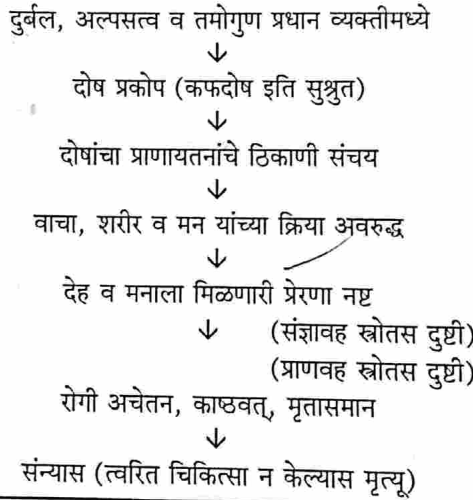 दुर्बल, अल्पसत्व व तमोगुण प्रधान व्यक्तीमध्ये
↓
दोष प्रकोप (कफदोष इति सुश्रुत)
↓
दोषांचा प्राणायतनांचे ठिकाणी संचय
↓
वाचा, शरीर व मन यांच्या क्रिया अवरुद्ध
↓
देह व मनाला मिळणारी प्रेरणा नष्ट
↓ (संज्ञावह स्रोतस दुष्टी)
(प्राणवह स्रोतस दुष्टी)
रोगी अचेतन, काष्ठवत्, मृतासमान
↓
संन्यास (त्वरित चिकित्सा न केल्यास मृत्यू)